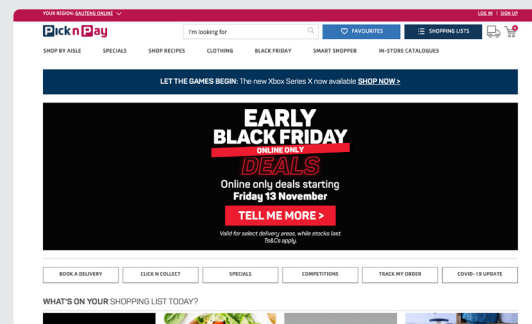 YOUR REGION: GAUTENG ONLINE
LOG IN | SIGN UP
Pick n Pay
I'm looking for
FAVOURITES
SHOPPING LISTS
SHOP BY AISLE SPECIALS SHOP RECIPES CLOTHING BLACK FRIDAY SMART SHOPPER IN-STORE CATALOGUES
LET THE GAMES BEGIN: The new Xbox Series X now available SHOP NOW >
EARLY
BLACK FRIDAY
ONLINE ONLY
DEALS
Online only deals starting
Friday 13 November
TELL ME MORE >
Valid for select delivery areas, while stocks last.
Ts&Cs apply.
BOOK A DELIVERY CLICK N COLLECT SPECIALS COMPETITIONS TRACK MY ORDER COVID-19 UPDATE
WHAT'S ON YOUR SHOPPING LIST TODAY?